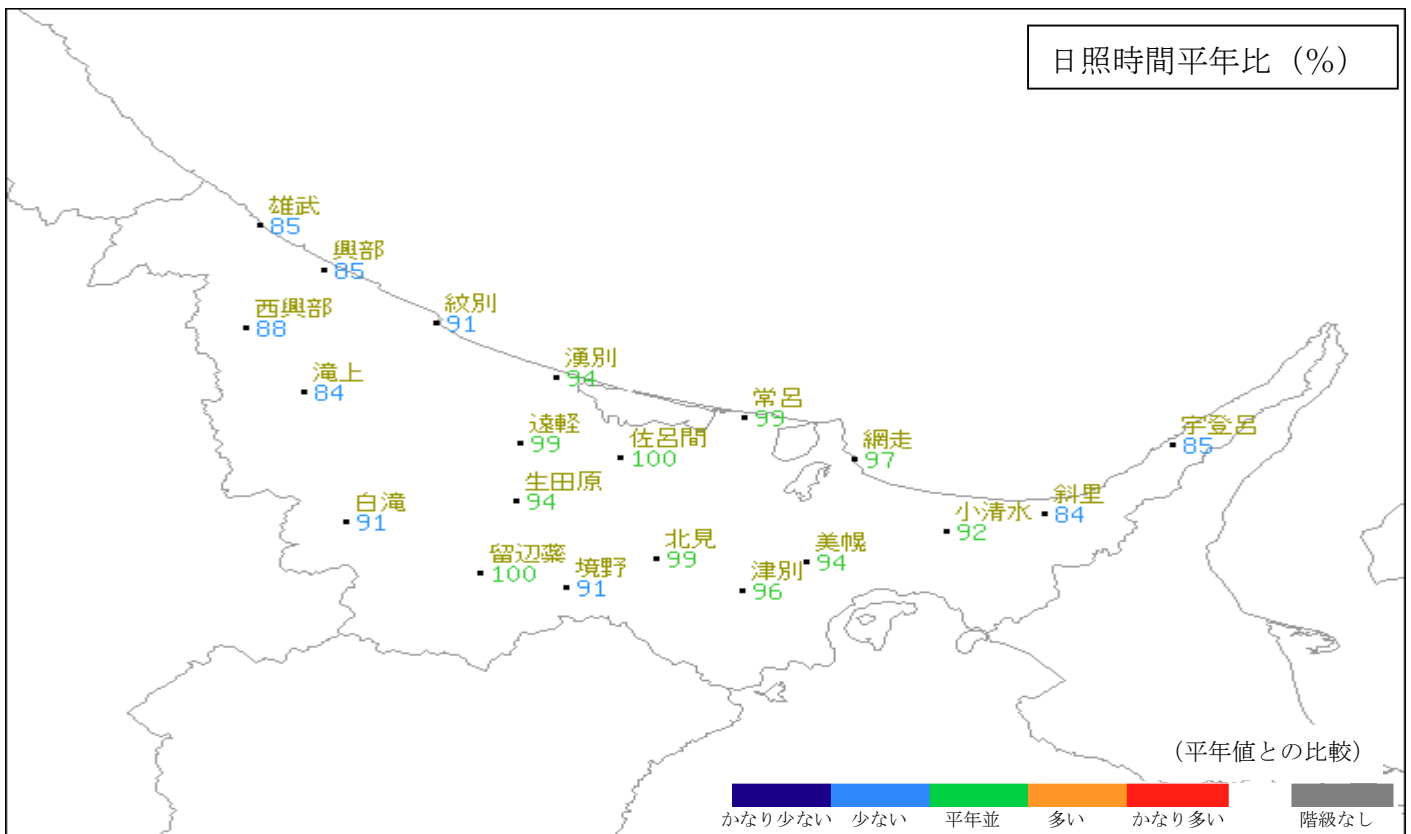 日照時間平年比（％）
雄武
85
興部
85
西興部
88
紋別
91
滝上
84
湧別
94
常呂
99
遠軽
99
佐呂間
100
網走
97
宇登呂
85
生田原
94
白滝
91
斜里
84
小清水
92
北見
99
美幌
94
留辺蘂
100
境野
91
津別
96
（平年値との比較）
かなり少ない 少ない 平年並 多い かなり多い 階級なし